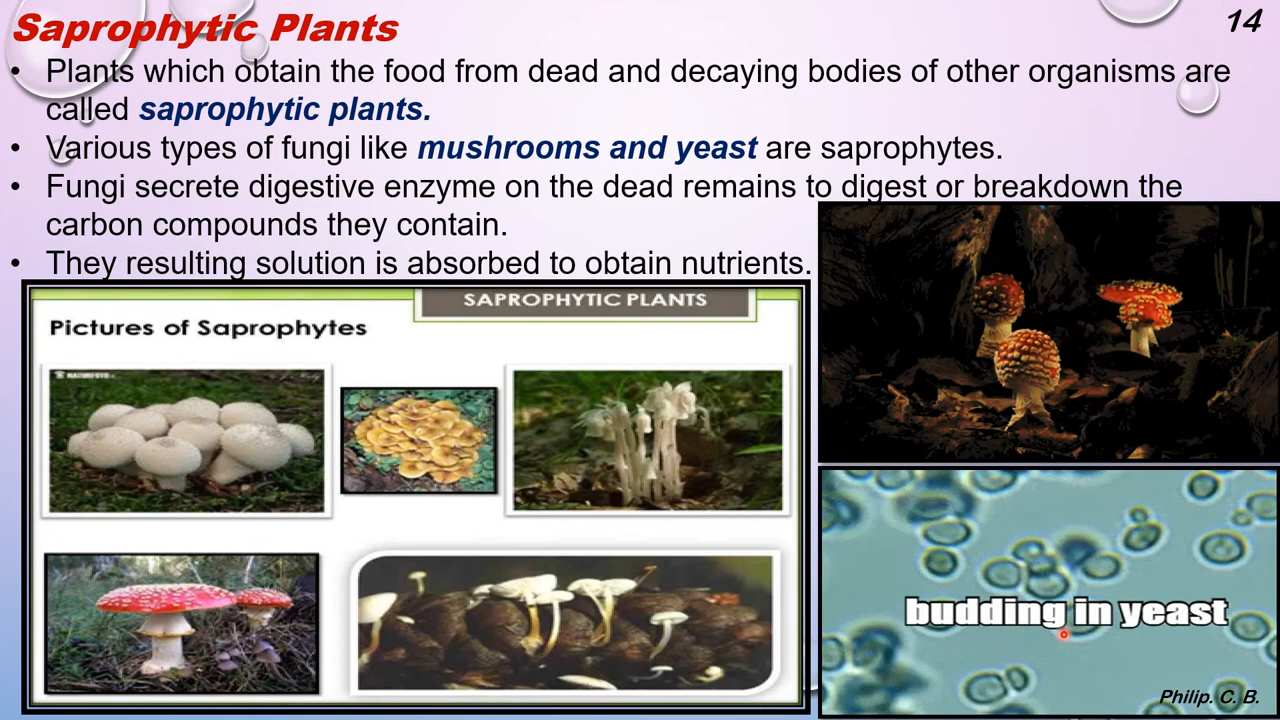 Saprophytic Plants
14
• Plants which obtain the food from dead and decaying bodies of other organisms are
called saprophytic plants.
• Various types of fungi like mushrooms and yeast are saprophytes.
• Fungi secrete digestive enzyme on the dead remains to digest or breakdown the
carbon compounds they contain.
• They resulting solution is absorbed to obtain nutrients.
SAPROPHYTIC PLANTS
Pictures of Saprophytes
budding in yeast
Philip. C. B.